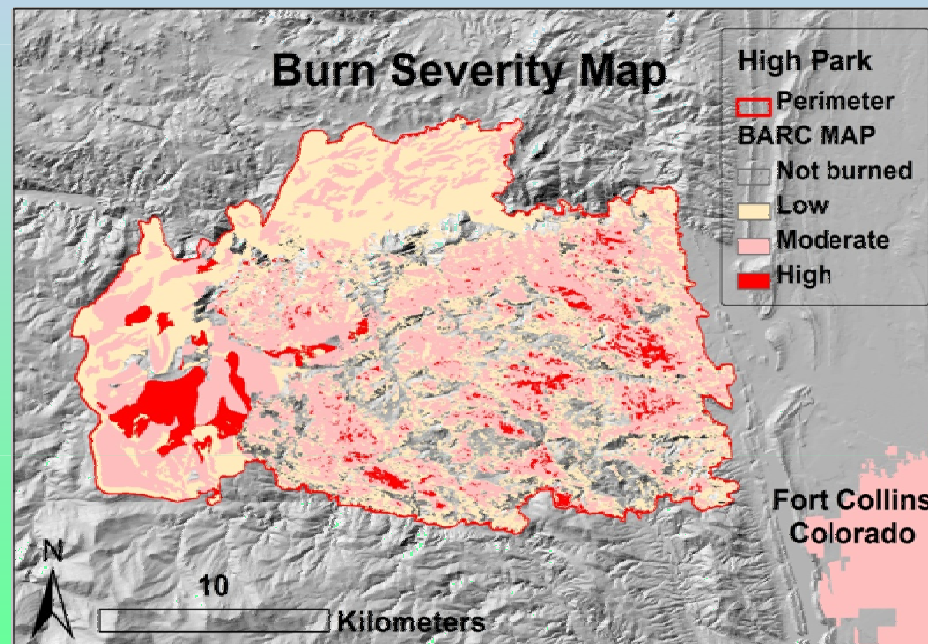 Burn Severity Map
High Park
Perimeter
BARC MAP
Not burned
Low
Moderate
High
Fort Collins
Colorado
N
10
Kilometers